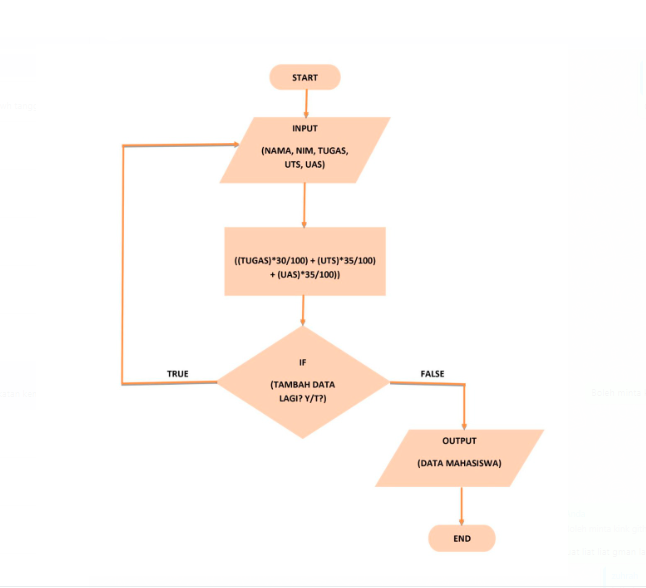 START
INPUT
(NAMA, NIM, TUGAS,
UTS, UAS)
((TUGAS)*30/100) + (UTS)*35/100)
+ (UAS)*35/100))
IF
(TAMBAH DATA
LAGI? Y/T?)
TRUE
FALSE
OUTPUT
(DATA MAHASISWA)
END